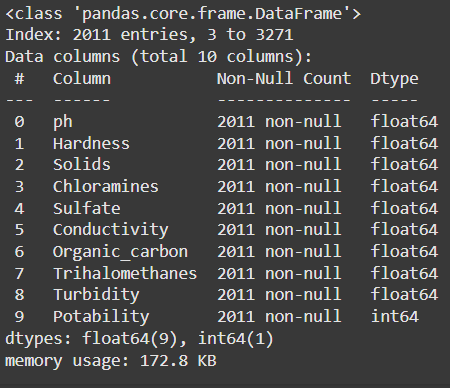 <class 'pandas.core.frame.DataFrame'>
Index: 2011 entries, 3 to 3271
Data columns (total 10 columns):
 #   Column           Non-Null Count  Dtype
---  ------           --------------  -----
 0   ph               2011 non-null   float64
 1   Hardness         2011 non-null   float64
 2   Solids           2011 non-null   float64
 3   Chloramines      2011 non-null   float64
 4   Sulfate          2011 non-null   float64
 5   Conductivity     2011 non-null   float64
 6   Organic_carbon   2011 non-null   float64
 7   Trihalomethanes  2011 non-null   float64
 8   Turbidity        2011 non-null   float64
 9   Potability       2011 non-null   int64
dtypes: float64(9), int64(1)
memory usage: 172.8 KB